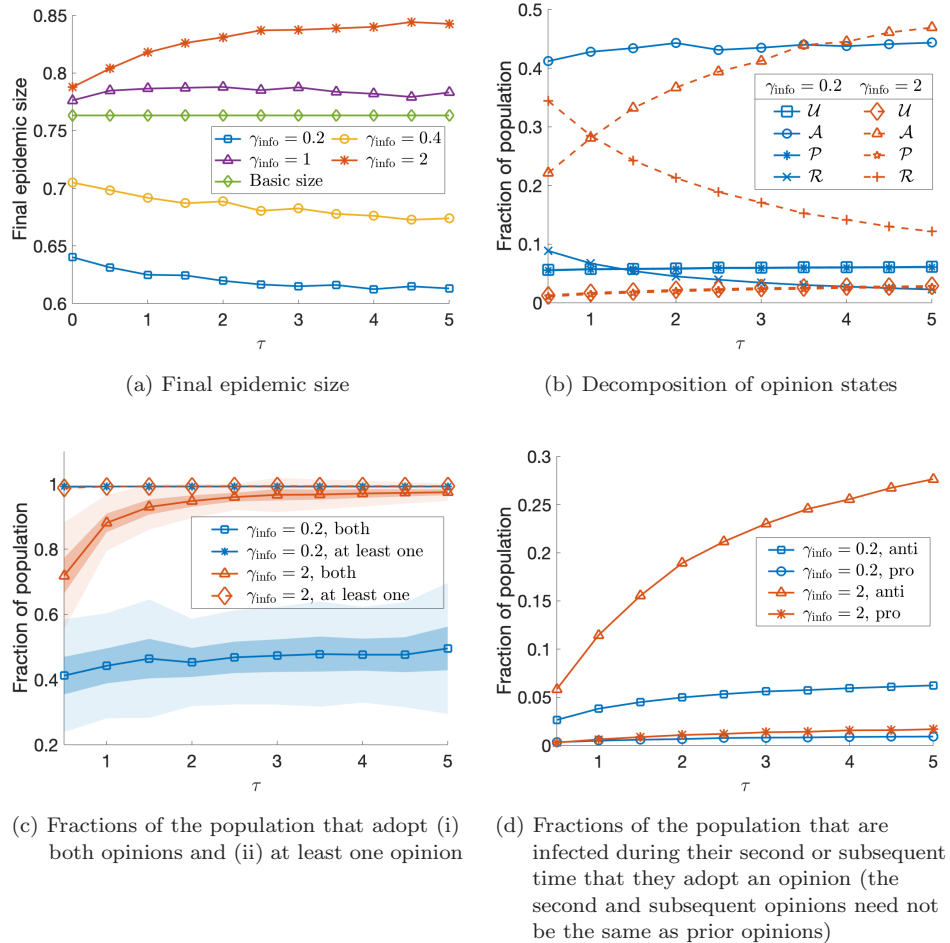 0.85
0.8
0.75
0.7
0.65
0.6
Final epidemic size
γinfo = 0.2
γinfo = 0.4
γinfo = 1
γinfo = 2
Basic size
0 1 2 3 4 5
τ
(a) Final epidemic size
0.5
0.4
0.3
0.2
0.1
0
Fraction of population
γinfo = 0.2 γinfo = 2
𝒰 𝒰
𝒜 𝒜
𝒫 𝒫
ℛ ℛ
1 2 3 4 5
τ
(b) Decomposition of opinion states
1
0.8
0.6
0.4
0.2
Fraction of population
γinfo = 0.2, both
γinfo = 0.2, at least one
γinfo = 2, both
γinfo = 2, at least one
1 2 3 4 5
τ
(c) Fractions of the population that adopt (i)
both opinions and (ii) at least one opinion
0.3
0.25
0.2
0.15
0.1
0.05
0
Fraction of population
γinfo = 0.2, anti
γinfo = 0.2, pro
γinfo = 2, anti
γinfo = 2, pro
1 2 3 4 5
τ
(d) Fractions of the population that are
infected during their second or subsequent
time that they adopt an opinion (the
second and subsequent opinions need not
be the same as prior opinions)